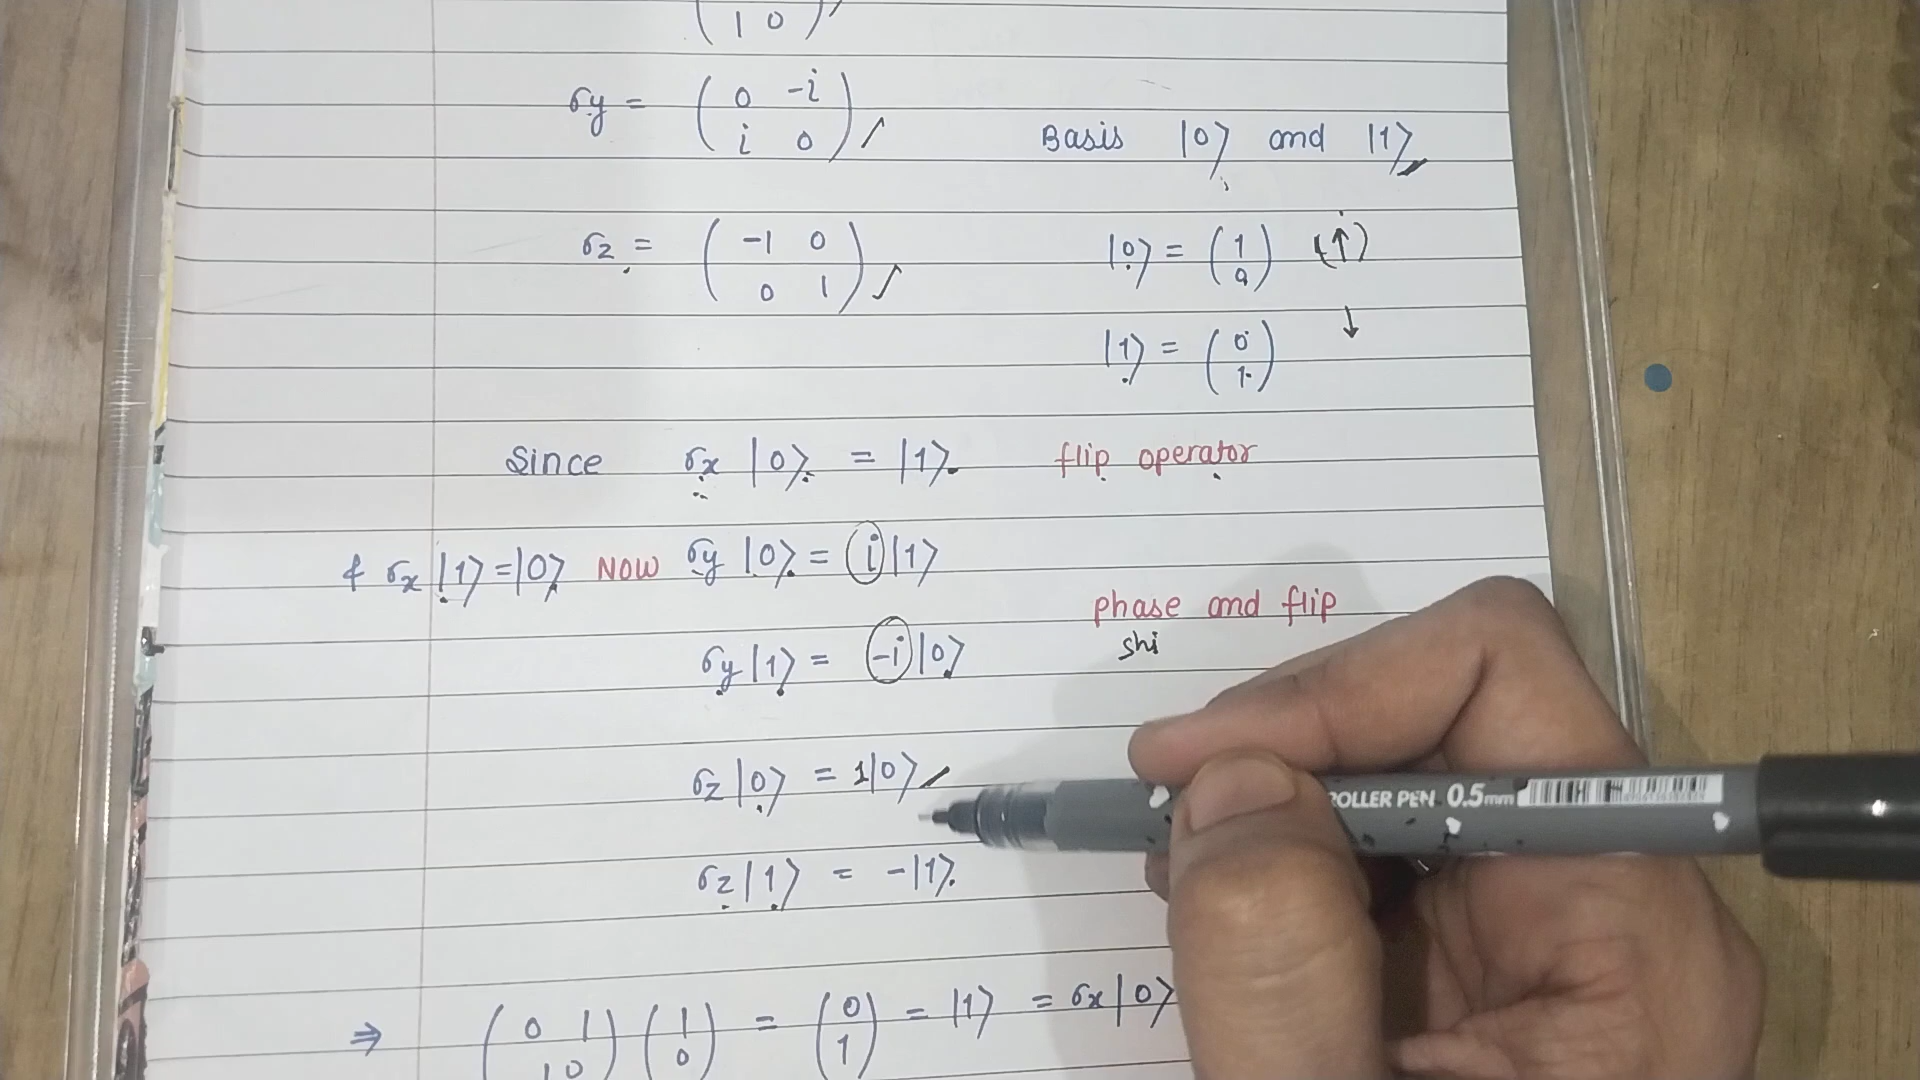 ( 1 0 )
σy = ( 0 -i
i 0 )
Basis |0⟩ and |1⟩
σz = ( -1 0
0 1 )
|0⟩ = ( 1
0 ) (↑)
|1⟩ = ( 0
1 ) ↓
Since σx |0⟩ = |1⟩ flip operator
& σx |1⟩ = |0⟩ NOW σy |0⟩ = i |1⟩
phase and flip
shi
σy |1⟩ = -i |0⟩
σz |0⟩ = 1|0⟩
σz |1⟩ = -|1⟩
⇒ ( 0 1
1 0 ) ( 1
0 ) = ( 0
1 ) = |1⟩ = σx |0⟩
ROLLER PEN 0.5mm